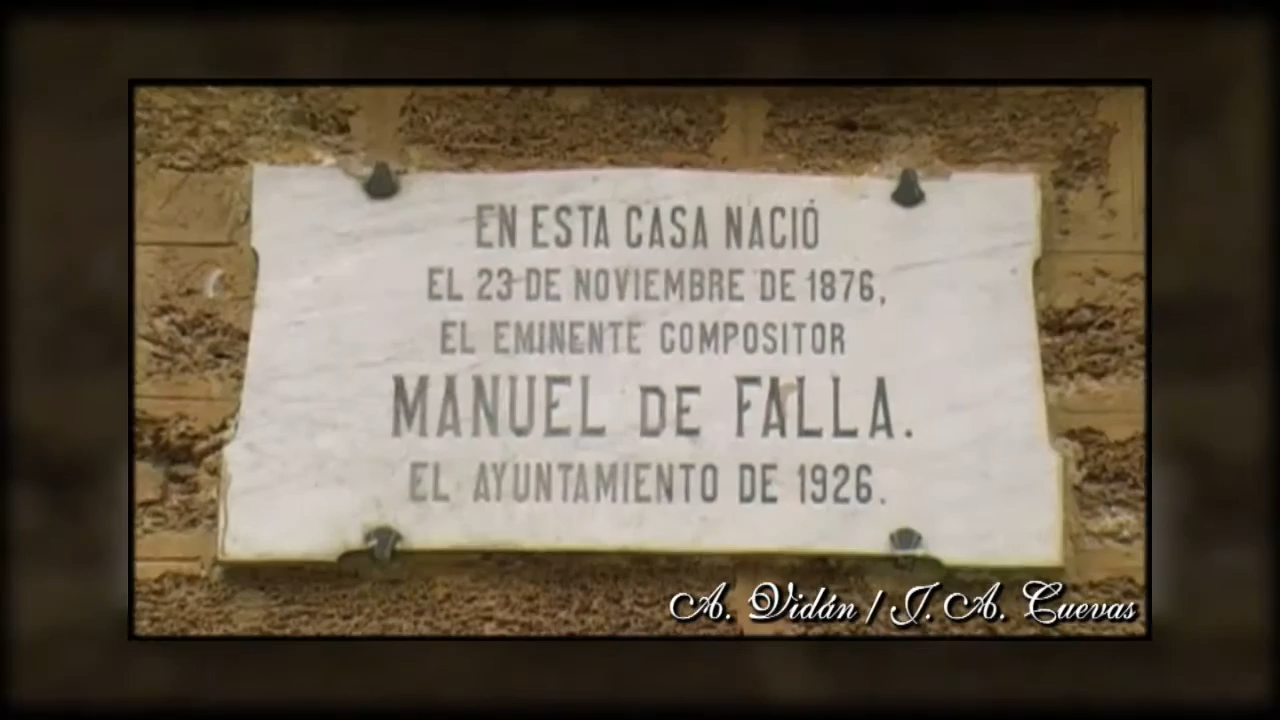 EN ESTA CASA NACIÓ
EL 23 DE NOVIEMBRE DE 1876,
EL EMINENTE COMPOSITOR
MANUEL DE FALLA.
EL AYUNTAMIENTO DE 1926.
A. Vidán / J. A. Cuevas